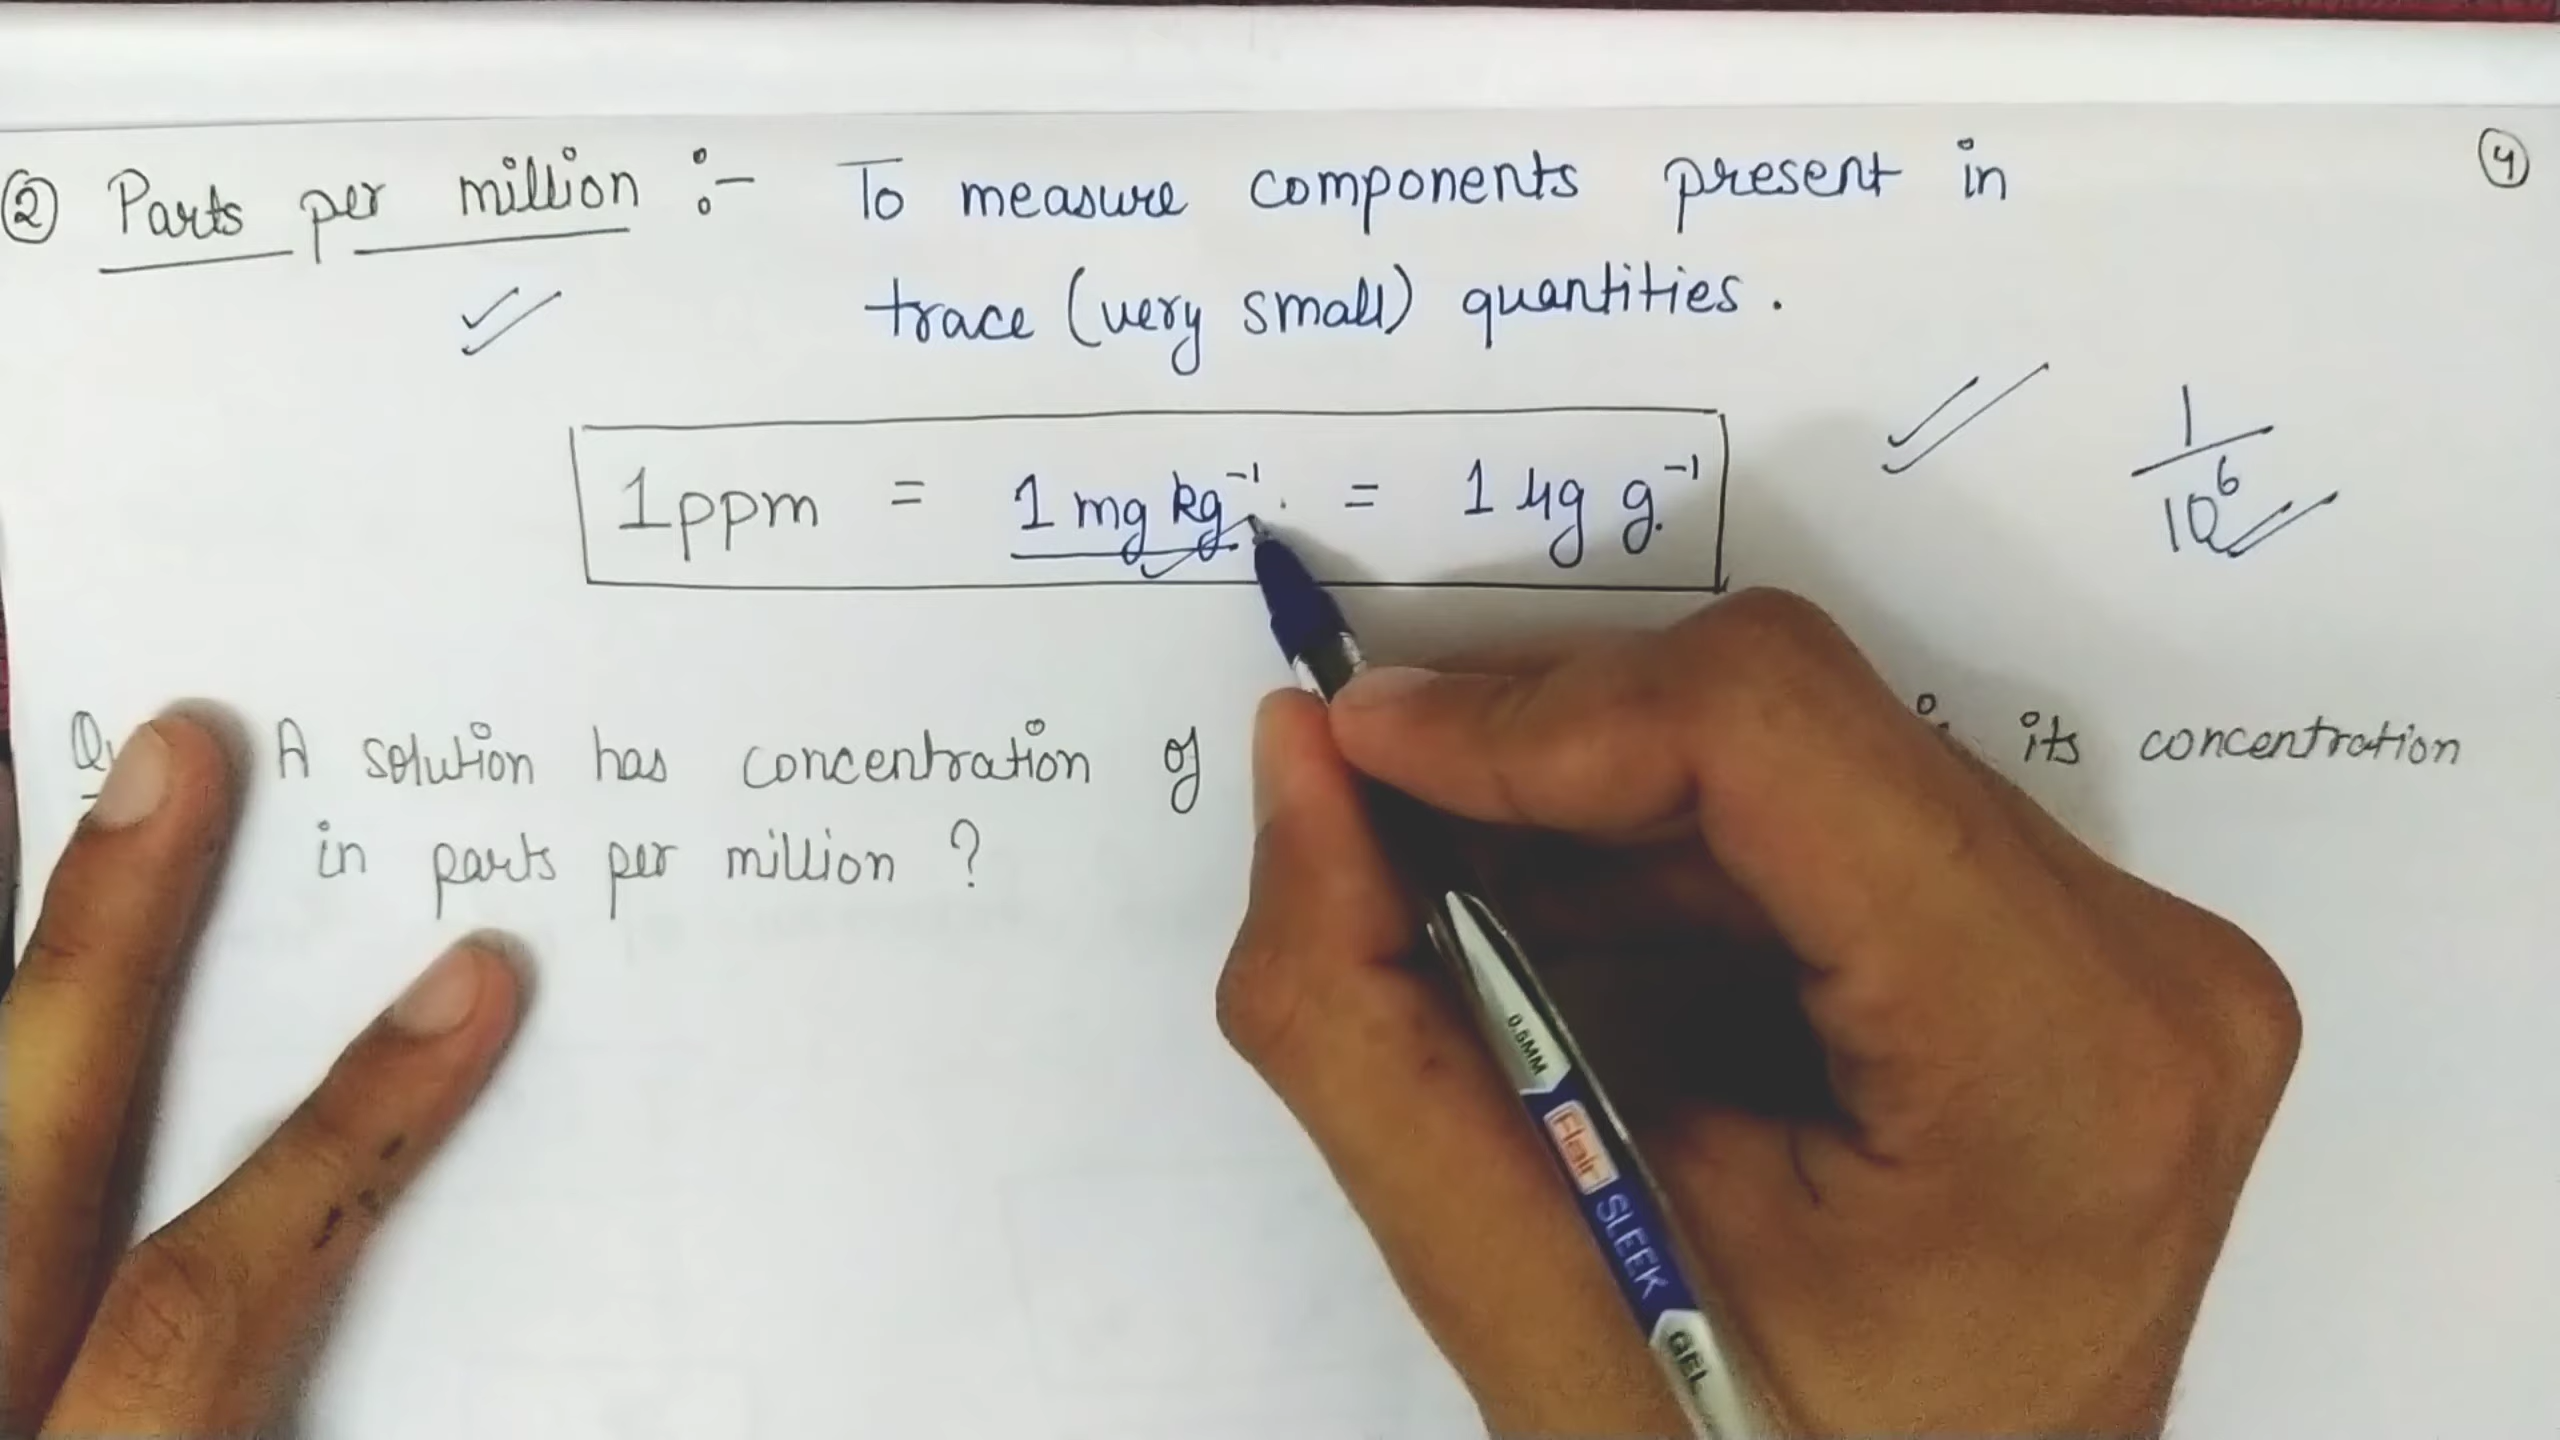 ② Parts per million :- To measure components present in
④
trace (very small) quantities.
1ppm = 1 mg kg⁻¹ = 1 μg g⁻¹
1/10⁶
A solution has concentration of its concentration
in parts per million ?
0.5MM
Flair
SLEEK
GEL